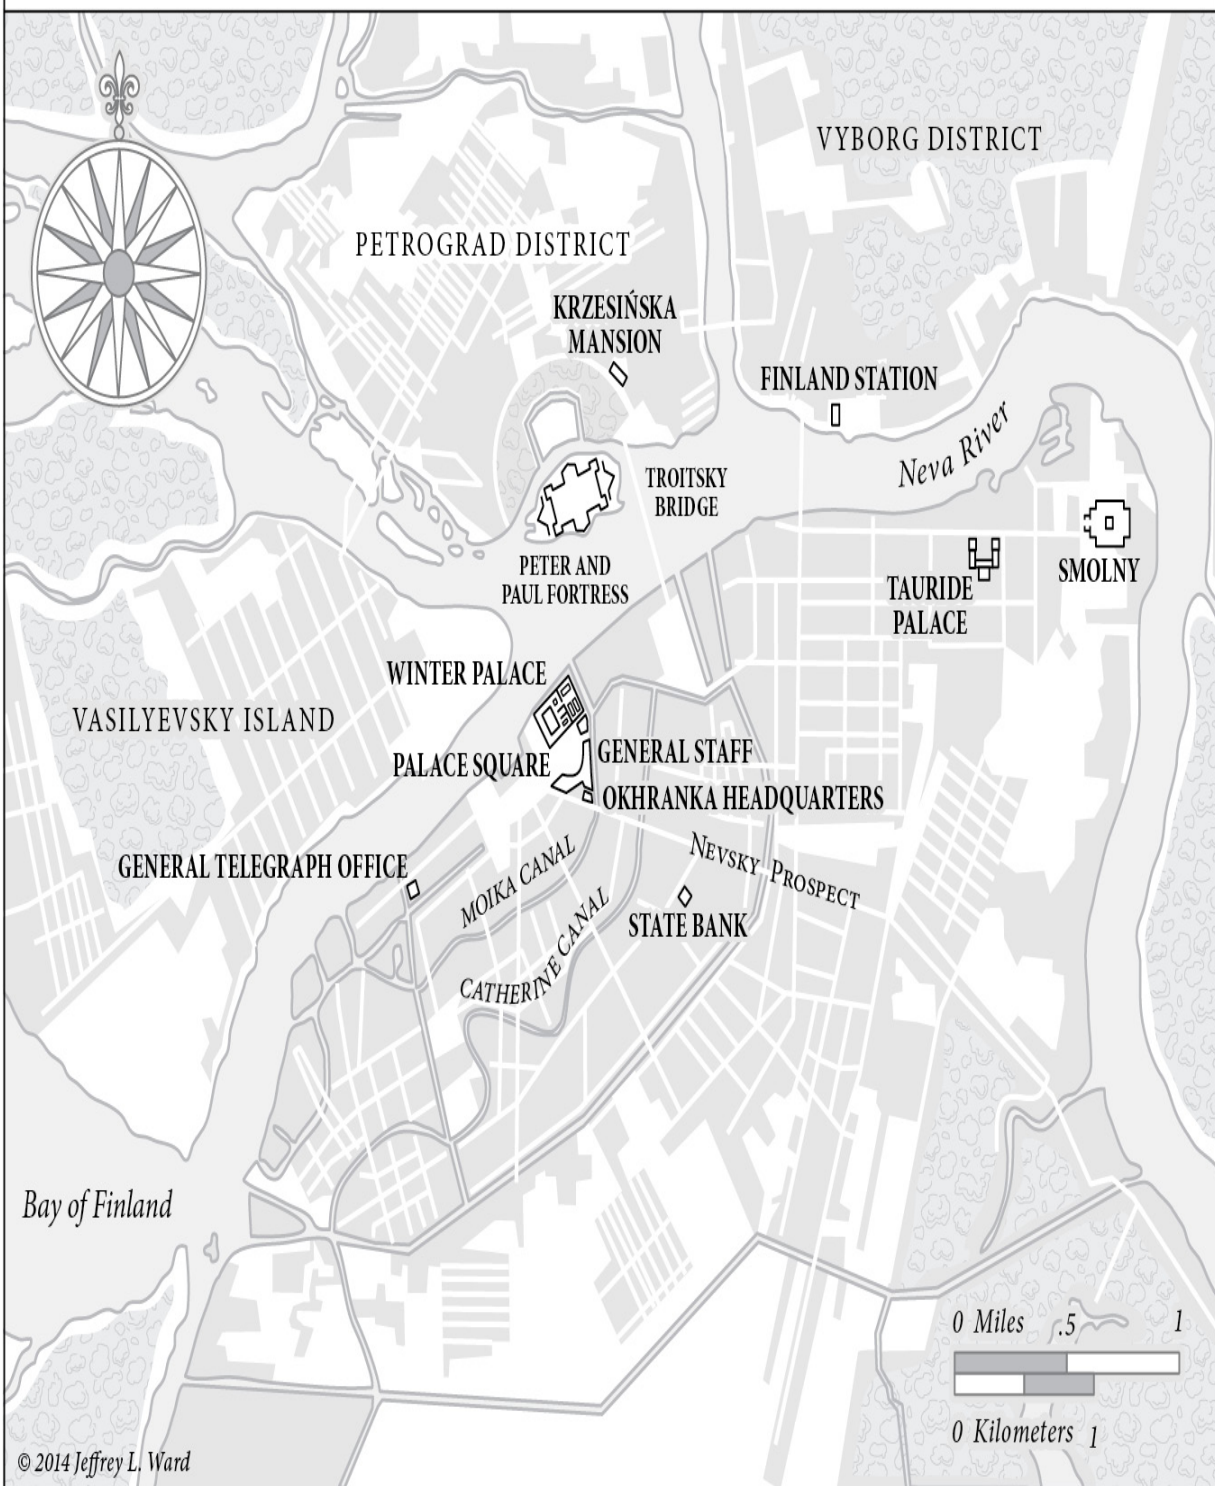 VYBORG DISTRICT
PETROGRAD DISTRICT
KRZESIŃSKA
MANSION
FINLAND STATION
Neva River
TROITSKY
BRIDGE
PETER AND
PAUL FORTRESS
TAURIDE
PALACE
SMOLNY
WINTER PALACE
VASILYEVSKY ISLAND
PALACE SQUARE
GENERAL STAFF
OKHRANKA HEADQUARTERS
GENERAL TELEGRAPH OFFICE
MOIKA CANAL
NEVSKY PROSPECT
STATE BANK
CATHERINE CANAL
Bay of Finland
0 Miles .5 1
0 Kilometers 1
© 2014 Jeffrey L. Ward